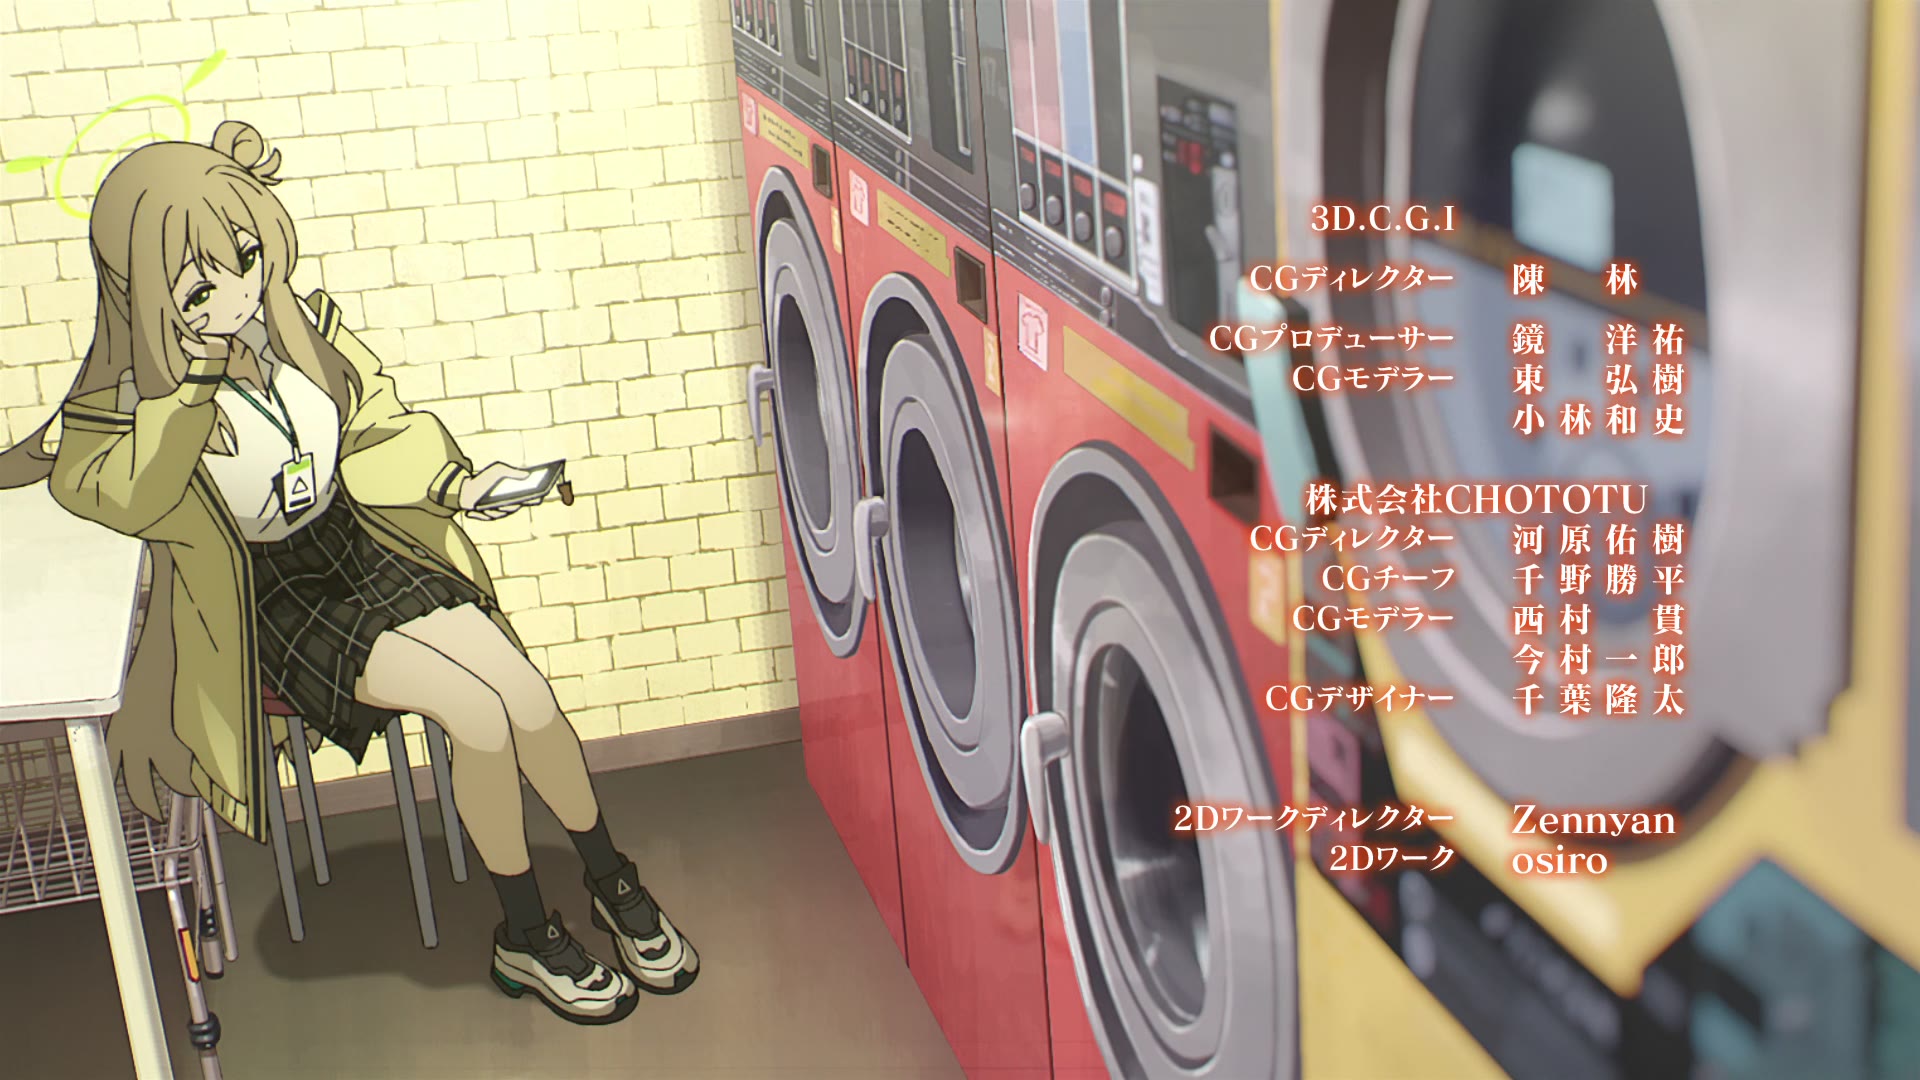 3D.C.G.I
CGディレクター 陳 林
CGプロデューサー 鏡 洋祐
CGモデラー 東 弘樹
小林和史
株式会社CHOTOTU
CGディレクター 河原佑樹
CGチーフ 千野勝平
CGモデラー 西村 貫
今村一郎
CGデザイナー 千葉隆太
2Dワークディレクター Zennyan
2Dワーク osiro